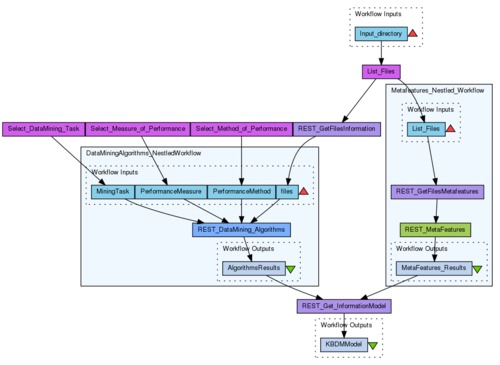 Workflow Inputs
Input_directory
List_Files
Metafeatures_Nestled_Workflow
Workflow Inputs
List_Files
Select_DataMining_Task
Select_Measure_of_Performance
Select_Method_of_Performance
REST_GetFilesInformation
DataMiningAlgorithms_NestledWorkflow
Workflow Inputs
MiningTask
PerformanceMeasure
PerformanceMethod
files
REST_GetFilesMetafeatures
REST_DataMining_Algorithms
REST_MetaFeatures
Workflow Outputs
AlgorithmsResults
Workflow Outputs
MetaFeatures_Results
REST_Get_InformationModel
Workflow Outputs
KBDMModel